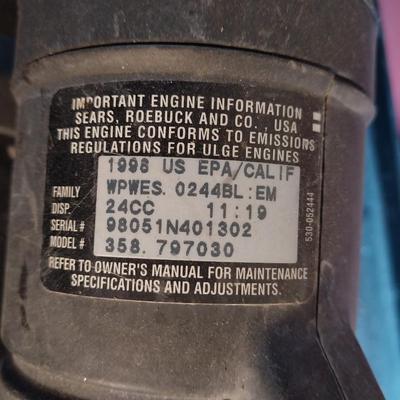 IMPORTANT ENGINE INFORMATION
SEARS, ROEBUCK AND CO., USA
THIS ENGINE CONFORMS TO EMISSIONS
REGULATIONS FOR ULGE ENGINES
1998 US EPA/CALIF
FAMILY WPWES. 0244BL:EM
DISP. 24CC 11:19
SERIAL# 98051N401302
MODEL# 358. 797030
REFER TO OWNER'S MANUAL FOR MAINTENANCE
SPECIFICATIONS AND ADJUSTMENTS.
530-052444